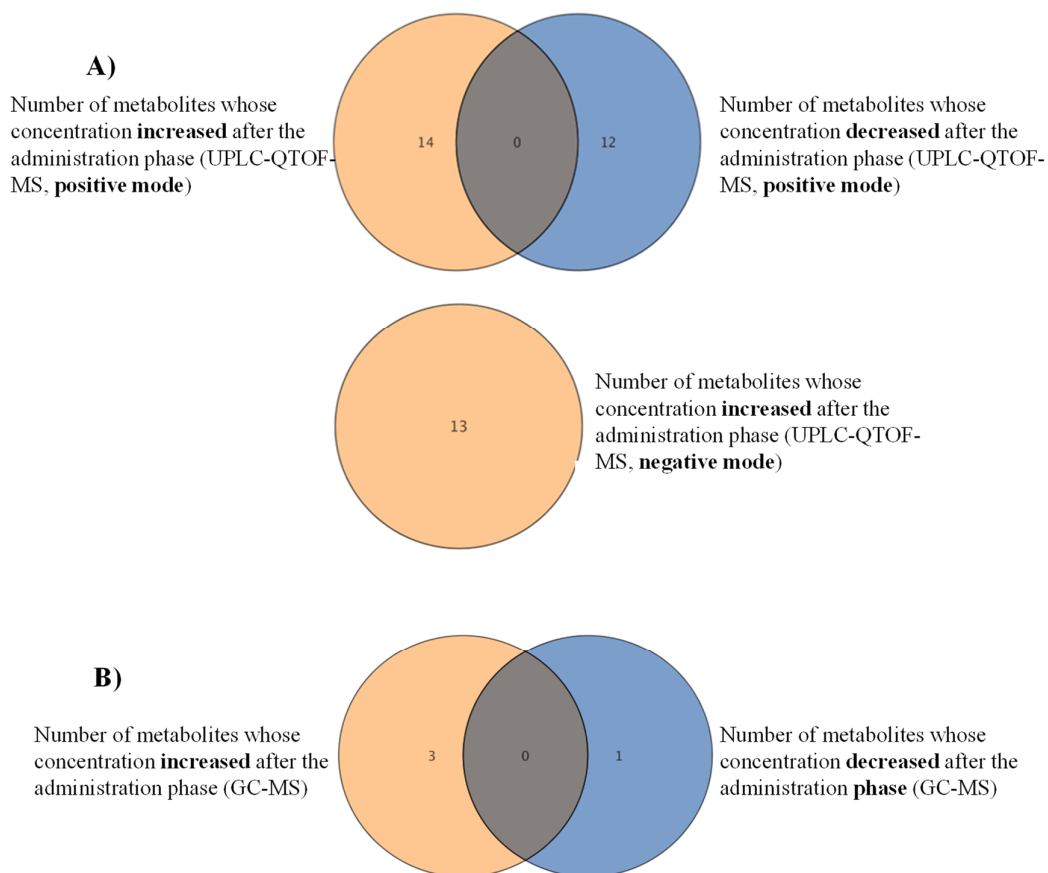 A)
Number of metabolites whose
concentration increased after the
administration phase (UPLC-QTOF-
MS, positive mode)
14
0
12
Number of metabolites whose
concentration decreased after the
administration phase (UPLC-QTOF-
MS, positive mode)
13
Number of metabolites whose
concentration increased after the
administration phase (UPLC-QTOF-
MS, negative mode)
B)
Number of metabolites whose
concentration increased after the
administration phase (GC-MS)
3
0
1
Number of metabolites whose
concentration decreased after the
administration phase (GC-MS)